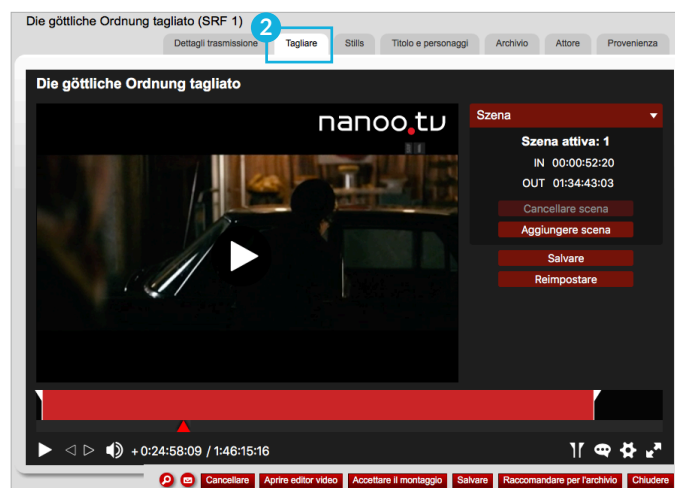 Die göttliche Ordnung tagliato (SRF 1)
2
Dettagli trasmissione Tagliare Stills Titolo e personaggi Archivio Attore Provenienza
Die göttliche Ordnung tagliato
nanoo.tv
Szena
Szena attiva: 1
IN 00:00:52:20
OUT 01:34:43:03
Cancellare scena
Aggiungere scena
Salvare
Reimpostare
+ 0:24:58:09 / 1:46:15:16
Cancellare Aprire editor video Accettare il montaggio Salvare Raccomandare per l'archivio Chiudere